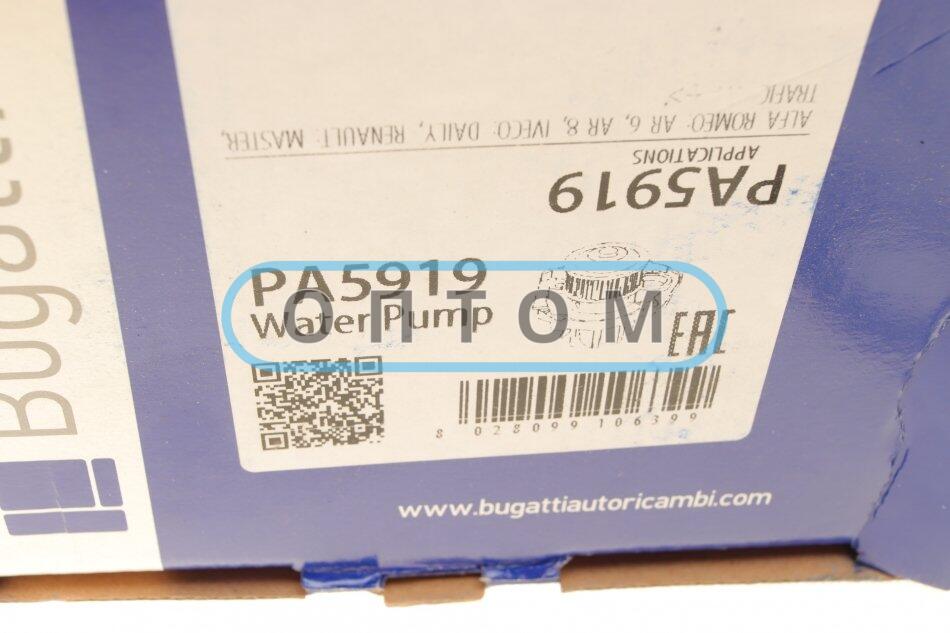 ALFA ROMEO: AR 6, AR 8, IVECO: DAILY, RENAULT: MASTER,
TRAFIC
APPLICATIONS
PA5919
PA5919
Water Pump
ОПТОМ
EAC
8 028099 106399
www.bugattiautoricambi.com